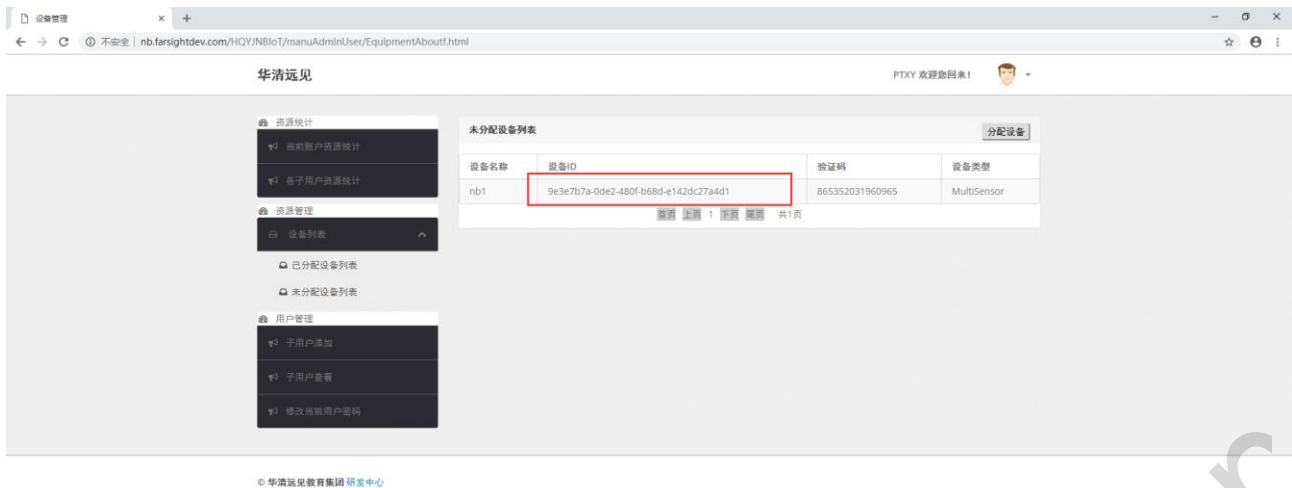 设备管理
不安全 | nb.farsightdev.com/HQYJNBIoT/manuAdminUser/EquipmentAboutf.html
华清远见
PTXY 欢迎您回来!
资源统计
当前账户资源统计
各子用户资源统计
资源管理
设备列表
已分配设备列表
未分配设备列表
用户管理
子用户添加
子用户查看
修改当前用户密码
未分配设备列表
分配设备
设备名称 设备ID 验证码 设备类型
nb1 9e3e7b7a-0de2-480f-b68d-e142dc27a4d1 865352031960965 MultiSensor
首页 上页 1 下页 尾页 共1页
© 华清远见教育集团 研发中心